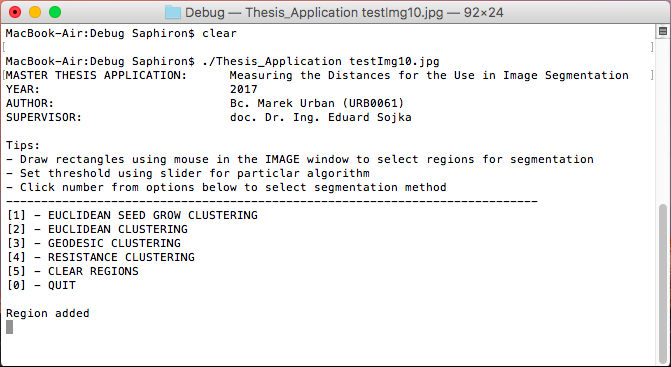 Debug — Thesis_Application testImg10.jpg — 92×24
MacBook-Air:Debug Saphiron$ clear
[ ]
MacBook-Air:Debug Saphiron$ ./Thesis_Application testImg10.jpg
[MASTER THESIS APPLICATION: Measuring the Distances for the Use in Image Segmentation ]
YEAR: 2017
AUTHOR: Bc. Marek Urban (URB0061)
SUPERVISOR: doc. Dr. Ing. Eduard Sojka
Tips:
- Draw rectangles using mouse in the IMAGE window to select regions for segmentation
- Set threshold using slider for particlar algorithm
- Click number from options below to select segmentation method
----------------------------------------------------------------------------
[1] - EUCLIDEAN SEED GROW CLUSTERING
[2] - EUCLIDEAN CLUSTERING
[3] - GEODESIC CLUSTERING
[4] - RESISTANCE CLUSTERING
[5] - CLEAR REGIONS
[0] - QUIT
Region added